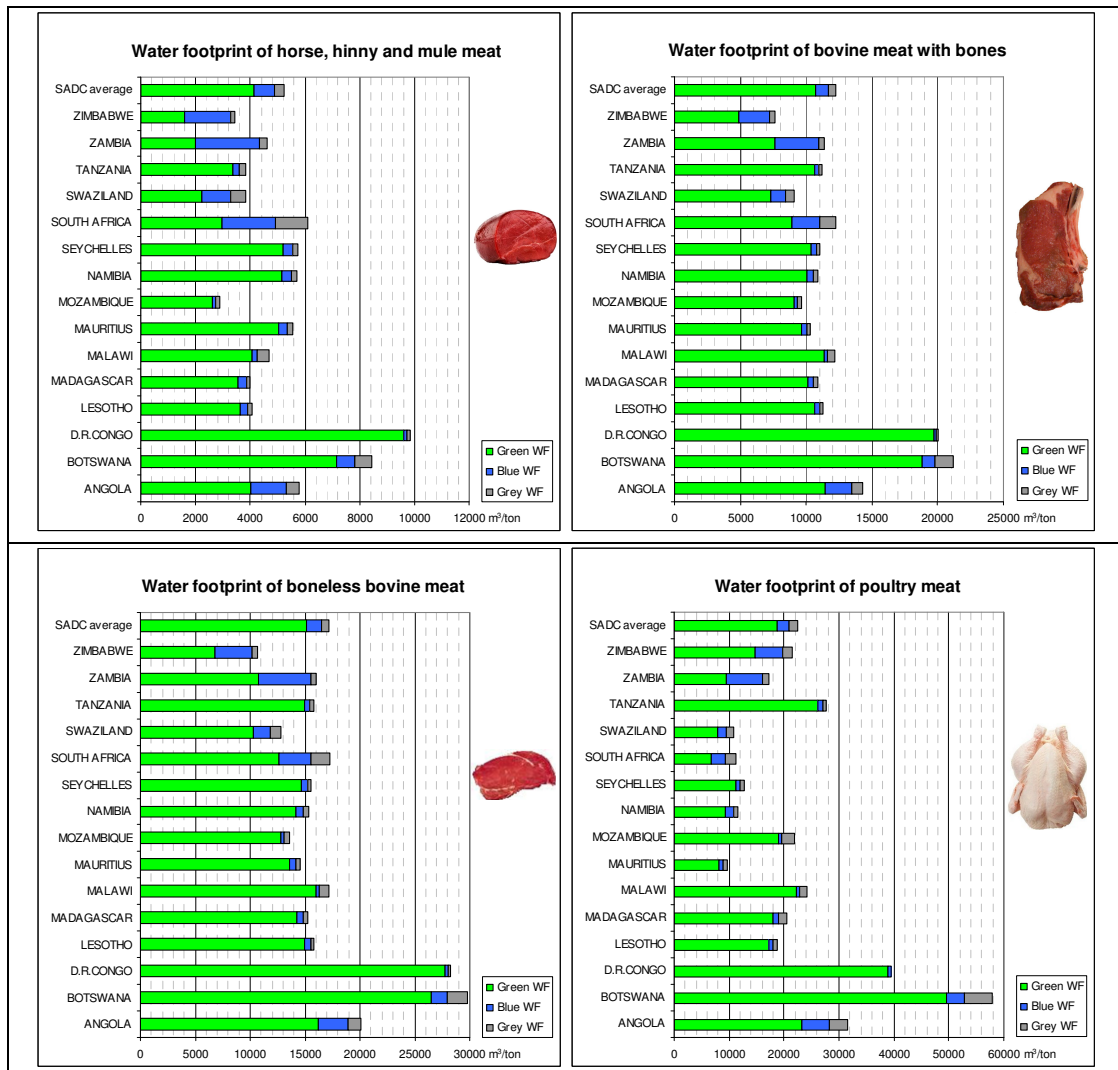 Water footprint of horse, hinny and mule meat
SADC average
ZIMBABWE
ZAMBIA
TANZANIA
SWAZILAND
SOUTH AFRICA
SEYCHELLES
NAMIBIA
MOZAMBIQUE
MAURITIUS
MALAWI
MADAGASCAR
LESOTHO
D.R.CONGO
BOTSWANA
ANGOLA
Green WF
Blue WF
Grey WF
0 2000 4000 6000 8000 10000 12000 m³/ton
Water footprint of bovine meat with bones
SADC average
ZIMBABWE
ZAMBIA
TANZANIA
SWAZILAND
SOUTH AFRICA
SEYCHELLES
NAMIBIA
MOZAMBIQUE
MAURITIUS
MALAWI
MADAGASCAR
LESOTHO
D.R.CONGO
BOTSWANA
ANGOLA
Green WF
Blue WF
Grey WF
0 5000 10000 15000 20000 25000 m³/ton
Water footprint of boneless bovine meat
SADC average
ZIMBABWE
ZAMBIA
TANZANIA
SWAZILAND
SOUTH AFRICA
SEYCHELLES
NAMIBIA
MOZAMBIQUE
MAURITIUS
MALAWI
MADAGASCAR
LESOTHO
D.R.CONGO
BOTSWANA
ANGOLA
Green WF
Blue WF
Grey WF
0 5000 10000 15000 20000 25000 30000 m³/ton
Water footprint of poultry meat
SADC average
ZIMBABWE
ZAMBIA
TANZANIA
SWAZILAND
SOUTH AFRICA
SEYCHELLES
NAMIBIA
MOZAMBIQUE
MAURITIUS
MALAWI
MADAGASCAR
LESOTHO
D.R.CONGO
BOTSWANA
ANGOLA
Green WF
Blue WF
Grey WF
0 10000 20000 30000 40000 50000 60000 m³/ton